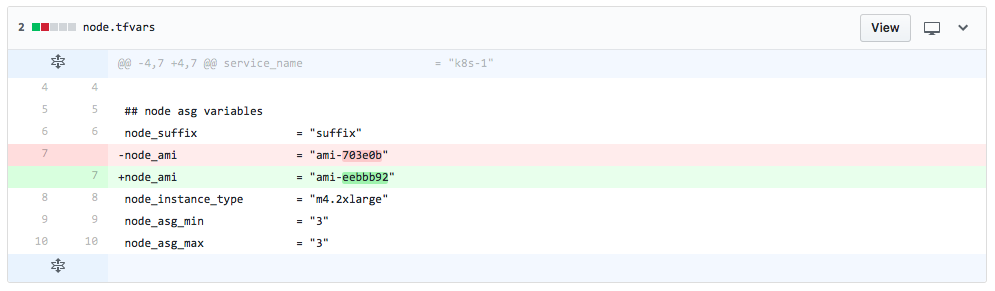 2 node.tfvars View
@@ -4,7 +4,7 @@ service_name = "k8s-1"
4 4
5 5 ## node asg variables
6 6 node_suffix = "suffix"
7 -node_ami = "ami-703e0b"
7 +node_ami = "ami-eebbb92"
8 8 node_instance_type = "m4.2xlarge"
9 9 node_asg_min = "3"
10 10 node_asg_max = "3"